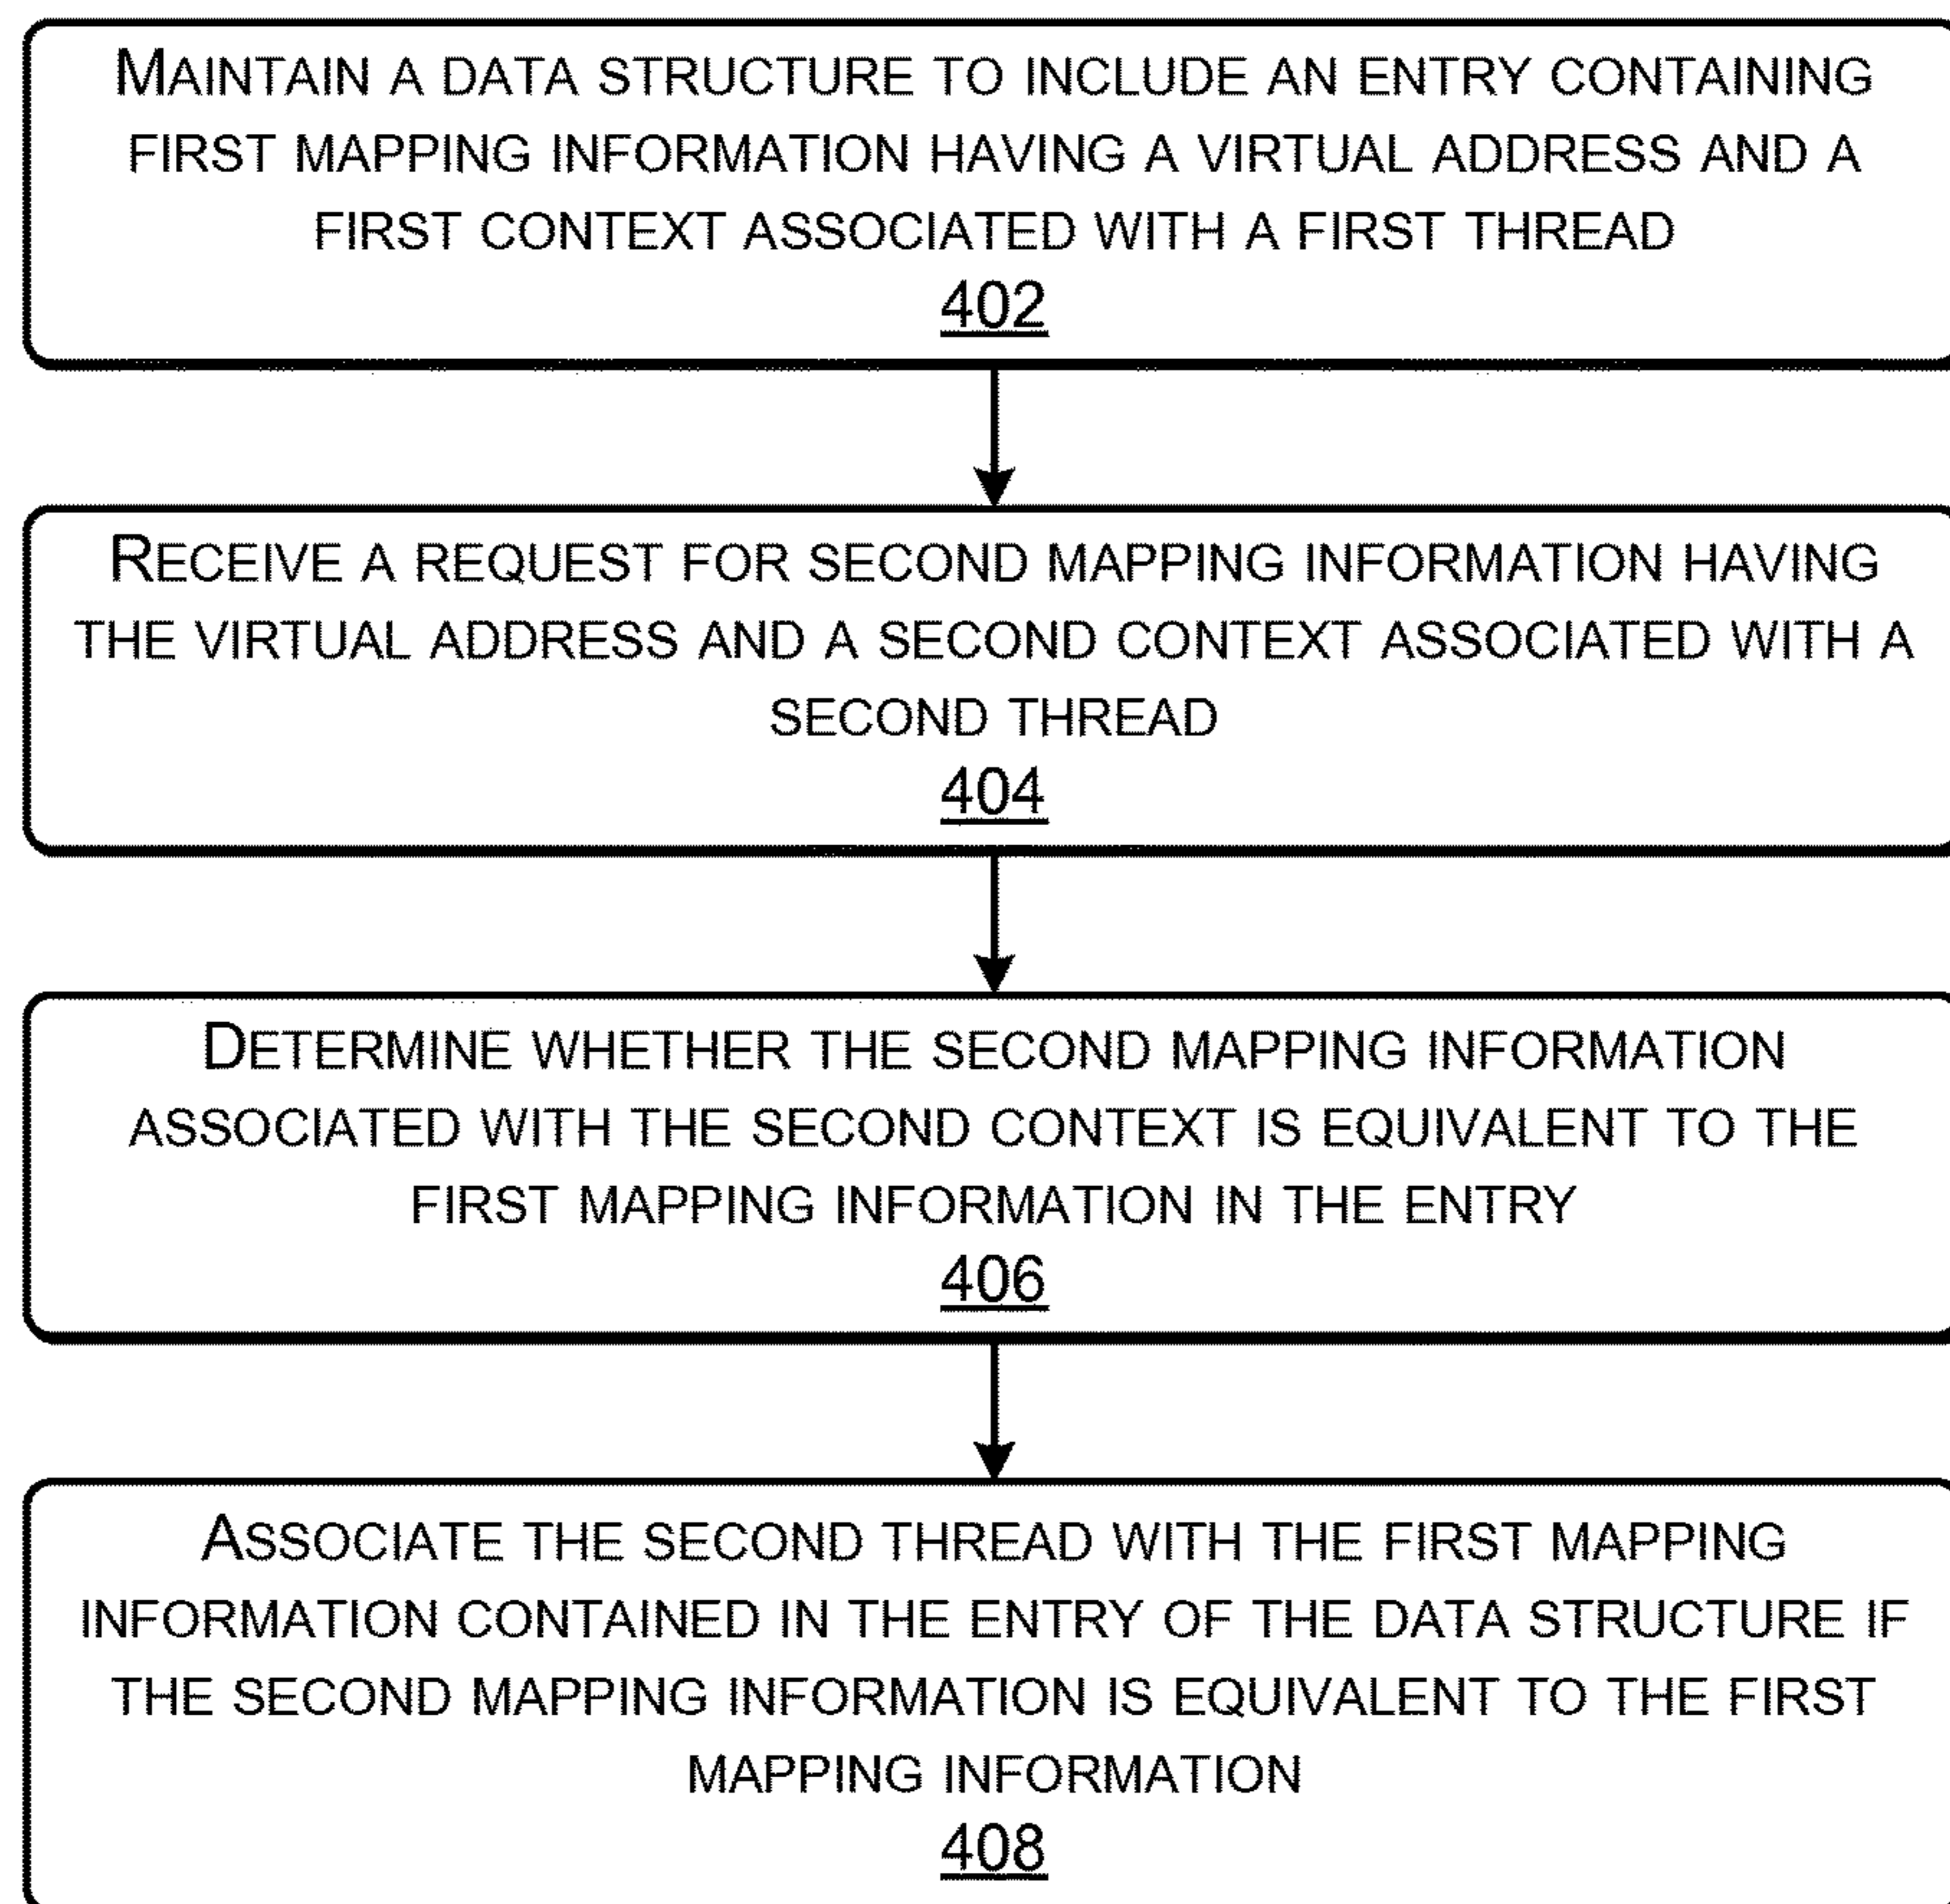 MAINTAIN A DATA STRUCTURE TO INCLUDE AN ENTRY CONTAINING
FIRST MAPPING INFORMATION HAVING A VIRTUAL ADDRESS AND A
FIRST CONTEXT ASSOCIATED WITH A FIRST THREAD
402
RECEIVE A REQUEST FOR SECOND MAPPING INFORMATION HAVING
THE VIRTUAL ADDRESS AND A SECOND CONTEXT ASSOCIATED WITH A
SECOND THREAD
404
DETERMINE WHETHER THE SECOND MAPPING INFORMATION
ASSOCIATED WITH THE SECOND CONTEXT IS EQUIVALENT TO THE
FIRST MAPPING INFORMATION IN THE ENTRY
406
ASSOCIATE THE SECOND THREAD WITH THE FIRST MAPPING
INFORMATION CONTAINED IN THE ENTRY OF THE DATA STRUCTURE IF
THE SECOND MAPPING INFORMATION IS EQUIVALENT TO THE FIRST
MAPPING INFORMATION
408